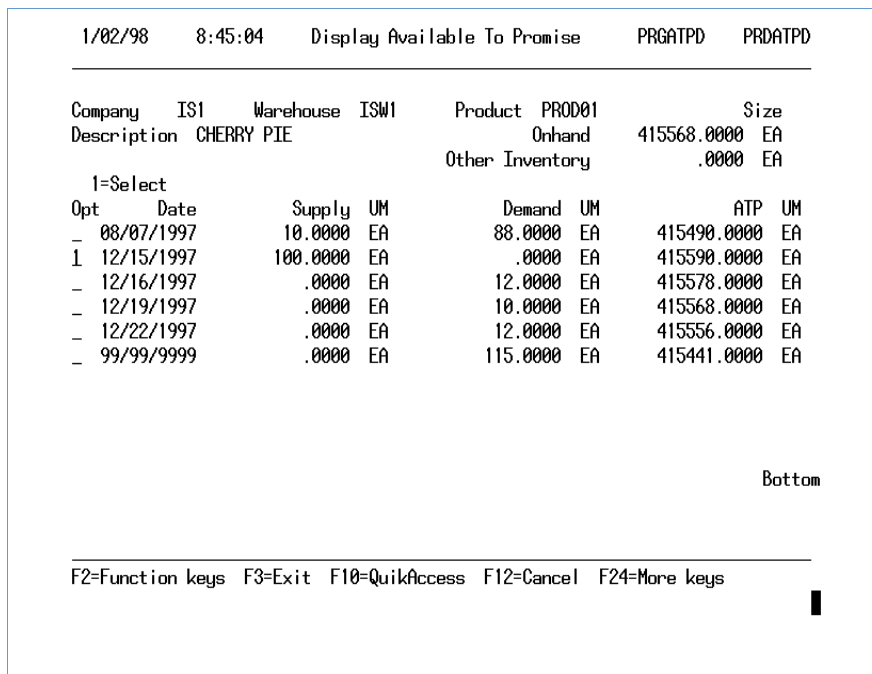 1/02/98 8:45:04 Display Available To Promise PRGATPD PRDATPD
Company IS1 Warehouse ISW1 Product PROD01 Size
Description CHERRY PIE Onhand 415568.0000 EA
Other Inventory .0000 EA
1=Select
Opt Date Supply UM Demand UM ATP UM
_ 08/07/1997 10.0000 EA 88.0000 EA 415490.0000 EA
1 12/15/1997 100.0000 EA .0000 EA 415590.0000 EA
_ 12/16/1997 .0000 EA 12.0000 EA 415578.0000 EA
_ 12/19/1997 .0000 EA 10.0000 EA 415568.0000 EA
_ 12/22/1997 .0000 EA 12.0000 EA 415556.0000 EA
_ 99/99/9999 .0000 EA 115.0000 EA 415441.0000 EA
Bottom
F2=Function keys F3=Exit F10=QuikAccess F12=Cancel F24=More keys